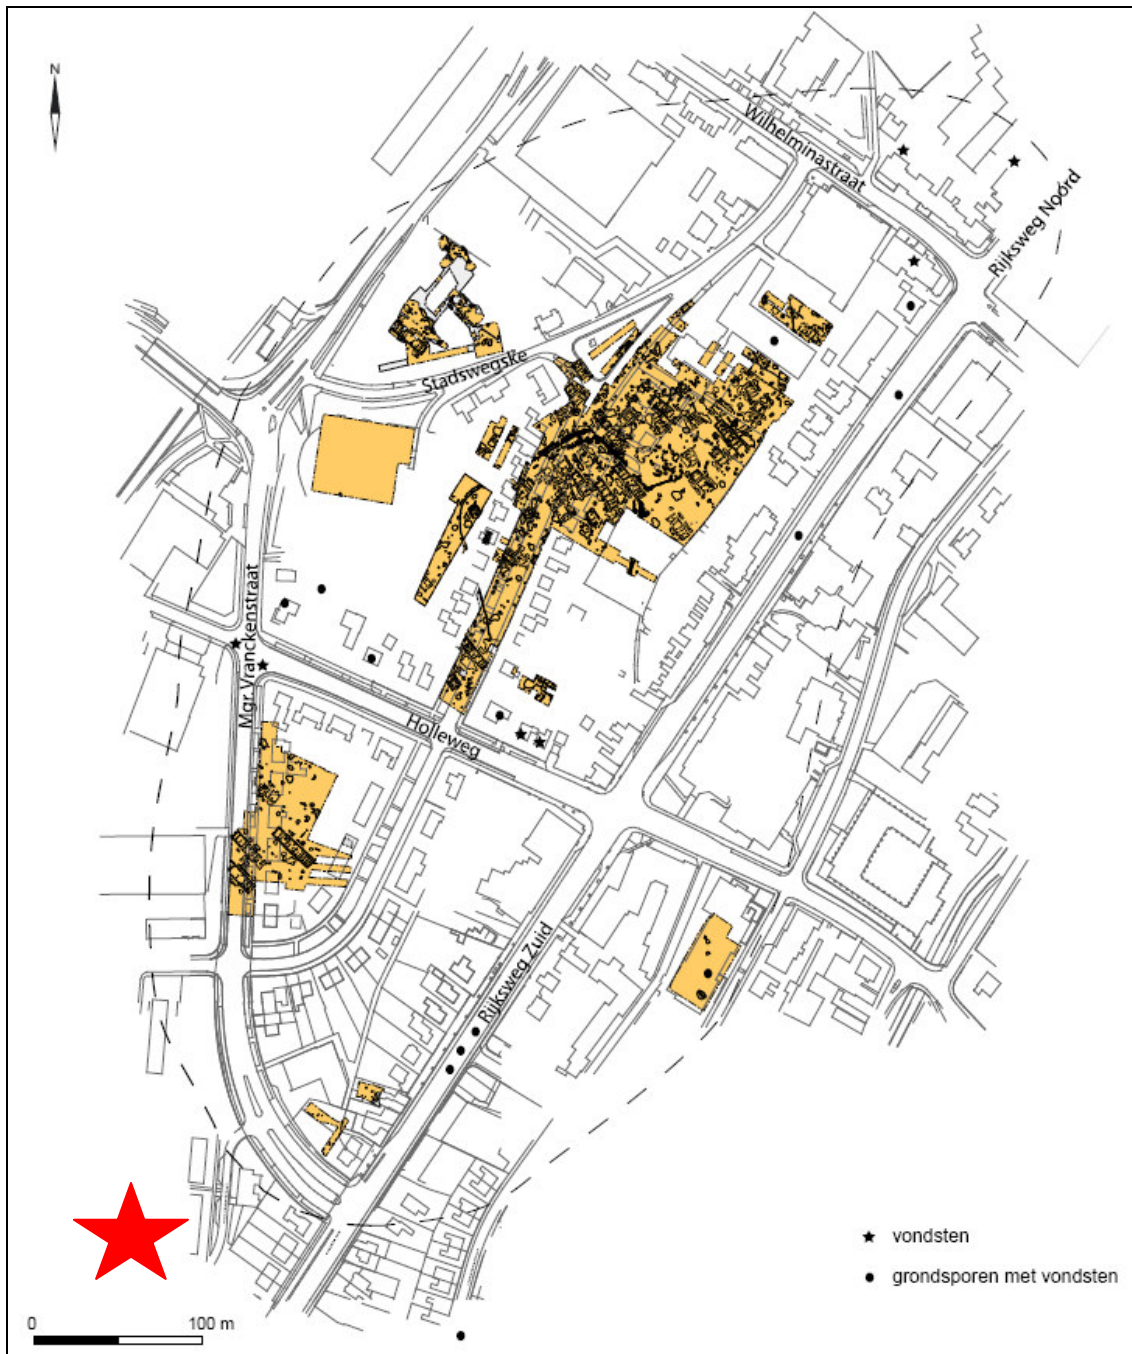 N
Wilhelminastraat
Rijksweg Noord
Stadswegske
Mgr. Vranckenstraat
Holleweg
Rijksweg Zuid
vondsten
grondsporen met vondsten
0 100 m